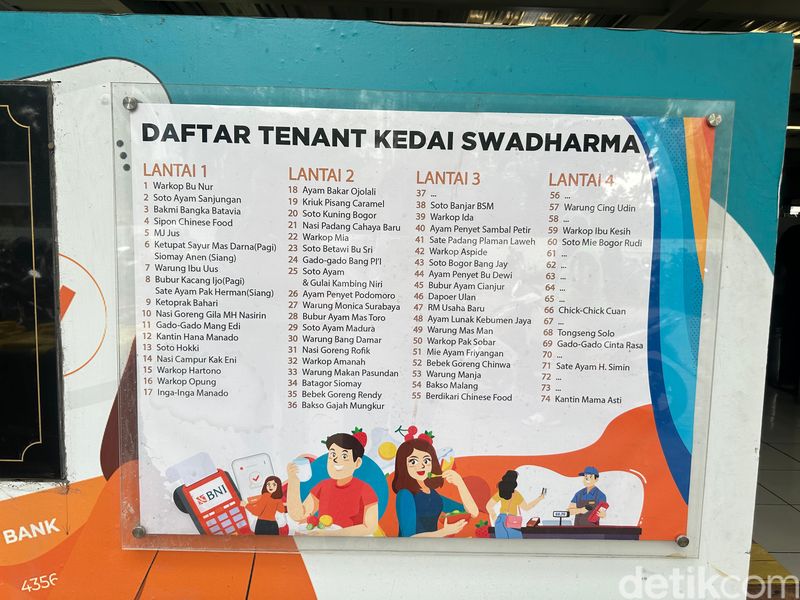 DAFTAR TENANT KEDAI SWADHARMA
LANTAI 1
1 Warkop Bu Nur
2 Soto Ayam Sanjungan
3 Bakmi Bangka Batavia
4 Sipon Chinese Food
5 MJ Jus
6 Ketupat Sayur Mas Darna(Pagi)
Siomay Anen (Siang)
7 Warung Ibu Uus
8 Bubur Kacang Ijo(Pagi)
Sate Ayam Pak Herman(Siang)
9 Ketoprak Bahari
10 Nasi Goreng Gila MH Nasirin
11 Gado-Gado Mang Edi
12 Kantin Hana Manado
13 Soto Hokki
14 Nasi Campur Kak Eni
15 Warkop Hartono
16 Warkop Opung
17 Inga-Inga Manado
LANTAI 2
18 Ayam Bakar Ojolali
19 Kriuk Pisang Caramel
20 Soto Kuning Bogor
21 Nasi Padang Cahaya Baru
22 Warkop Mia
23 Soto Betawi Bu Sri
24 Gado-gado Bang PI'I
25 Soto Ayam
& Gulai Kambing Niri
26 Ayam Penyet Podomoro
27 Warung Monica Surabaya
28 Bubur Ayam Mas Toro
29 Soto Ayam Madura
30 Warung Bang Damar
31 Nasi Goreng Rofik
32 Warkop Amanah
33 Warung Makan Pasundan
34 Batagor Siomay
35 Bebek Goreng Rendy
36 Bakso Gajah Mungkur
LANTAI 3
37 ...
38 Soto Banjar BSM
39 Warkop Ida
40 Ayam Penyet Sambal Petir
41 Sate Padang Plaman Laweh
42 Warkop Aspide
43 Soto Bogor Bang Jay
44 Ayam Penyet Bu Dewi
45 Bubur Ayam Cianjur
46 Dapoer Ulan
47 RM Usaha Baru
48 Ayam Lunak Kebumen Jaya
49 Warung Mas Man
50 Warkop Pak Sobar
51 Mie Ayam Friyangan
52 Bebek Goreng Chinwa
53 Warung Manja
54 Bakso Malang
55 Berdikari Chinese Food
LANTAI 4
56 ...
57 Warung Cing Udin
58 ...
59 Warkop Ibu Kesih
60 Soto Mie Bogor Rudi
61 ...
62 ...
63 ...
64 ...
65 ...
66 Chick-Chick Cuan
67 ...
68 Tongseng Solo
69 Gado-Gado Cinta Rasa
70 ...
71 Sate Ayam H. Simin
72 ...
73 ...
74 Kantin Mama Asti
BNI
BANK
4356
detikcom